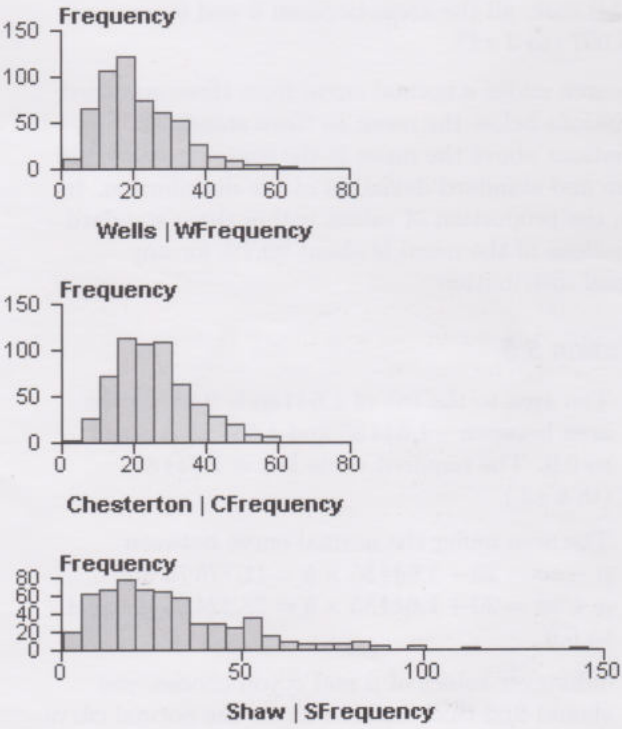 Frequency
150
100
50
0
0 20 40 60 80
Wells | WFrequency
Frequency
150
100
50
0
0 20 40 60 80
Chesterton | CFrequency
Frequency
80
60
40
20
0
0 50 100 150
Shaw | SFrequency